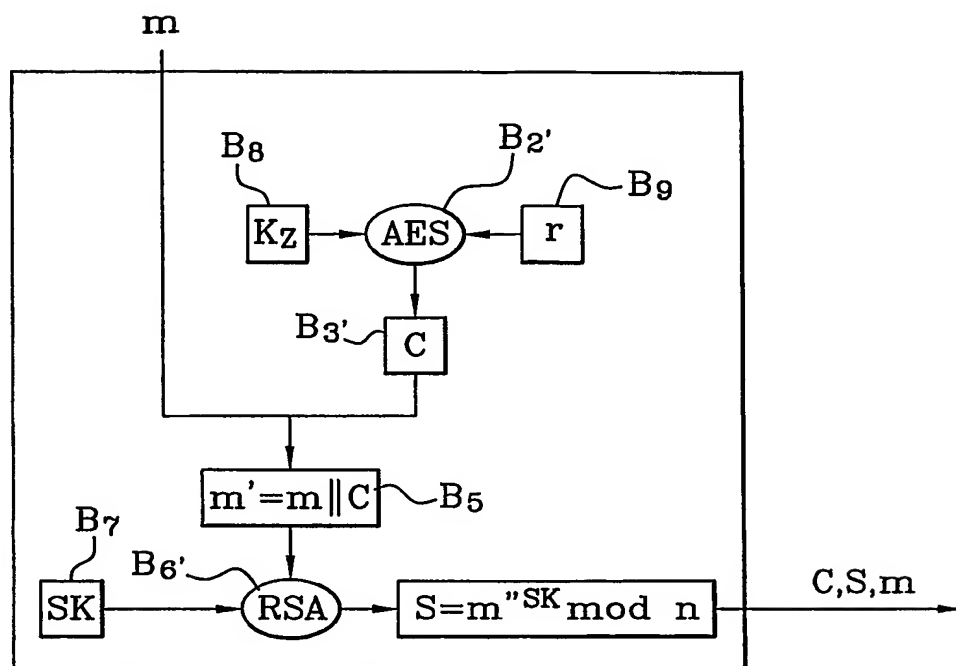 m
B2'
B8
B9
Kz
AES
r
B3'
C
m'=m||C
B5
B7
B6'
SK
RSA
S=m"SK mod n
C,S,m